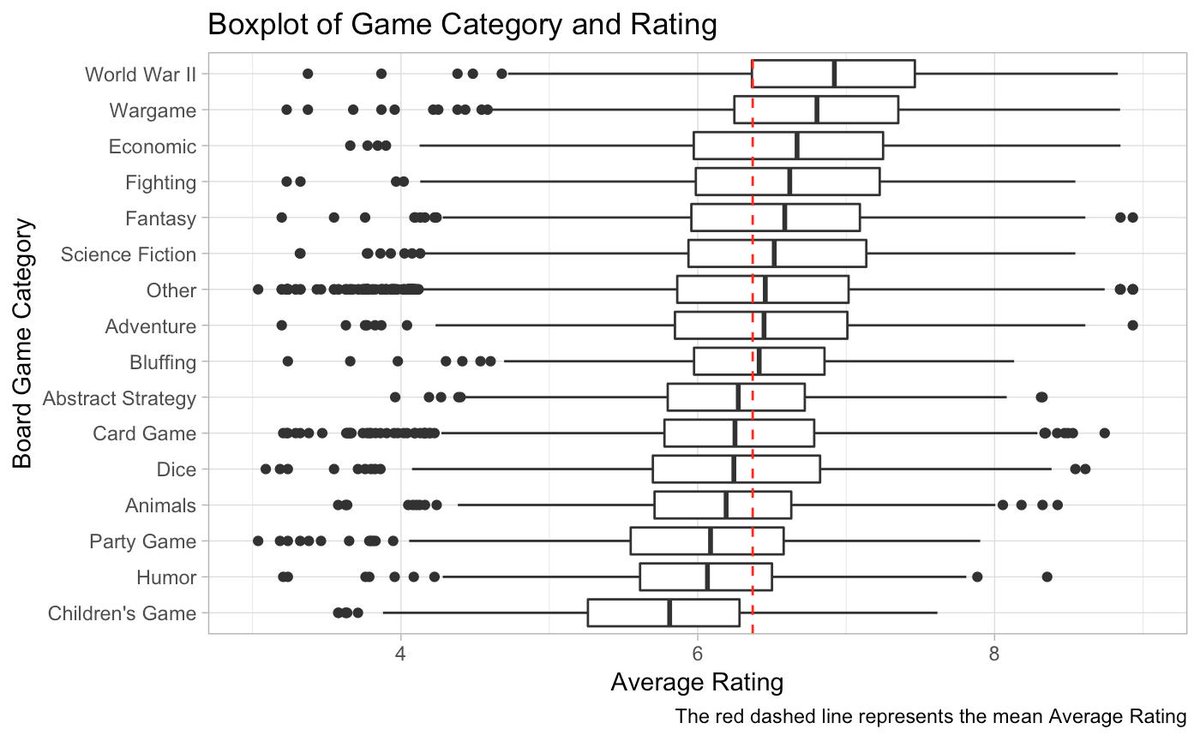 Boxplot of Game Category and Rating
World War II
Wargame
Economic
Fighting
Fantasy
Science Fiction
Other
Adventure
Bluffing
Abstract Strategy
Card Game
Dice
Animals
Party Game
Humor
Children's Game
Board Game Category
4
6
8
Average Rating
The red dashed line represents the mean Average Rating